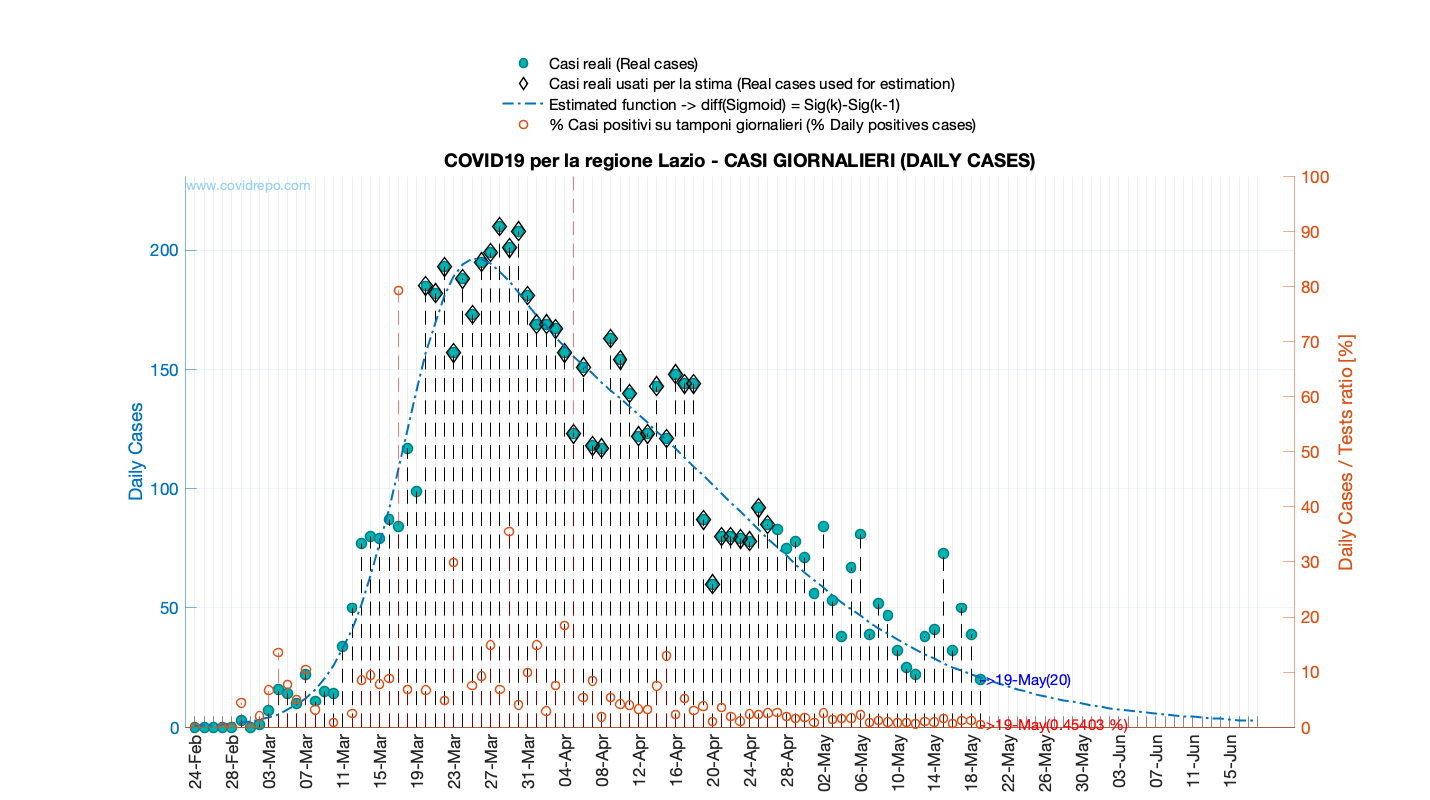 Casi reali (Real cases)
Casi reali usati per la stima (Real cases used for estimation)
Estimated function -> diff(Sigmoid) = Sig(k)-Sig(k-1)
% Casi positivi su tamponi giornalieri (% Daily positives cases)
COVID19 per la regione Lazio - CASI GIORNALIERI (DAILY CASES)
www.covidrepo.com
Daily Cases
200
150
100
50
0
100
90
80
70
60
50
40
30
20
10
0
Daily Cases / Tests ratio [%]
->19-May(20)
->19-May(0.45403 %)
24-Feb
28-Feb
03-Mar
07-Mar
11-Mar
15-Mar
19-Mar
23-Mar
27-Mar
31-Mar
04-Apr
08-Apr
12-Apr
16-Apr
20-Apr
24-Apr
28-Apr
02-May
06-May
10-May
14-May
18-May
22-May
26-May
30-May
03-Jun
07-Jun
11-Jun
15-Jun